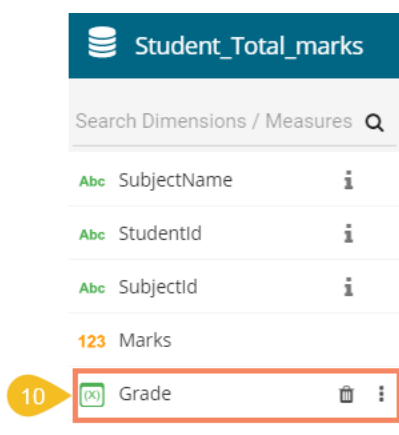 Student_Total_marks
Search Dimensions / Measures
Abc SubjectName i
Abc StudentId i
Abc SubjectId i
123 Marks
10 (x) Grade